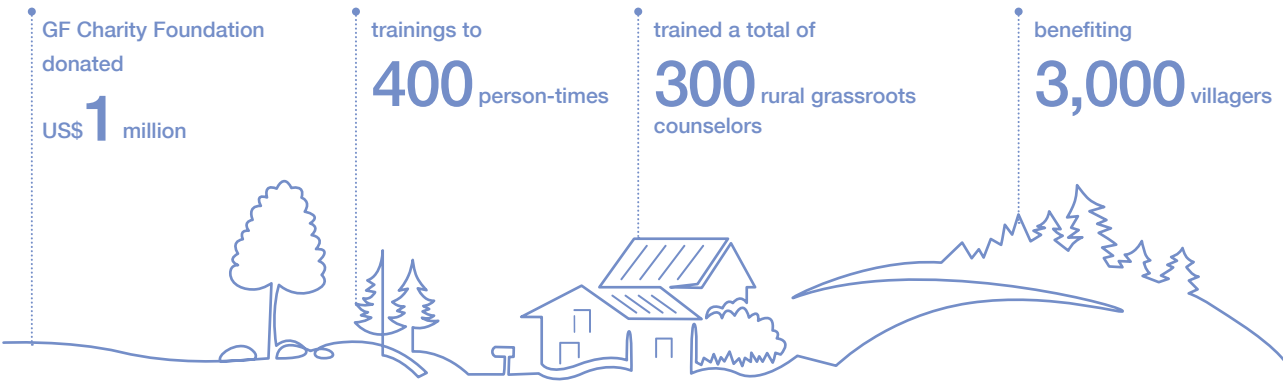 GF Charity Foundation
donated
US$ 1 million
trainings to
400 person-times
trained a total of
300 rural grassroots
counselors
benefiting
3,000 villagers